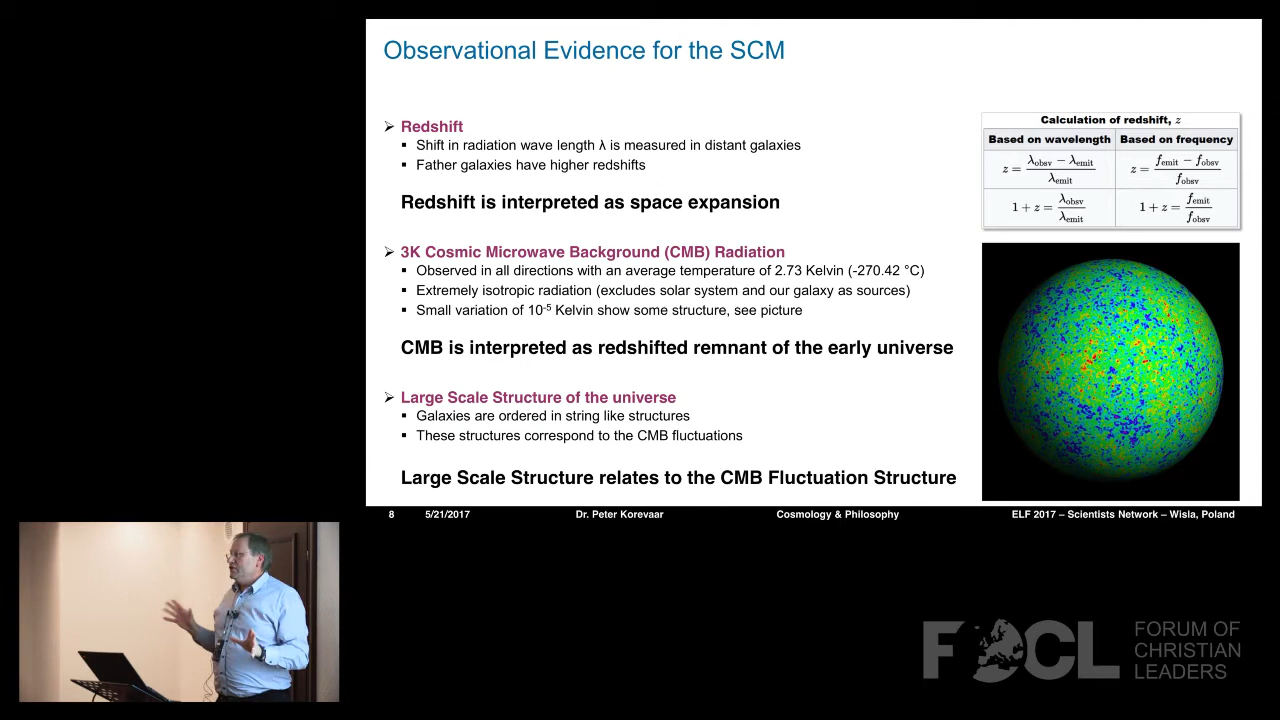 Observational Evidence for the SCM
➢ Redshift
▪ Shift in radiation wave length λ is measured in distant galaxies
▪ Father galaxies have higher redshifts
Redshift is interpreted as space expansion
➢ 3K Cosmic Microwave Background (CMB) Radiation
▪ Observed in all directions with an average temperature of 2.73 Kelvin (-270.42 °C)
▪ Extremely isotropic radiation (excludes solar system and our galaxy as sources)
▪ Small variation of 10⁻⁵ Kelvin show some structure, see picture
CMB is interpreted as redshifted remnant of the early universe
➢ Large Scale Structure of the universe
▪ Galaxies are ordered in string like structures
▪ These structures correspond to the CMB fluctuations
Large Scale Structure relates to the CMB Fluctuation Structure
Calculation of redshift, z
Based on wavelength Based on frequency
z = (λobsv − λemit) / λemit z = (femit − fobsv) / fobsv
1 + z = λobsv / λemit 1 + z = femit / fobsv
8 5/21/2017 Dr. Peter Korevaar Cosmology & Philosophy ELF 2017 – Scientists Network – Wisla, Poland
FOCL
FORUM OF
CHRISTIAN
LEADERS